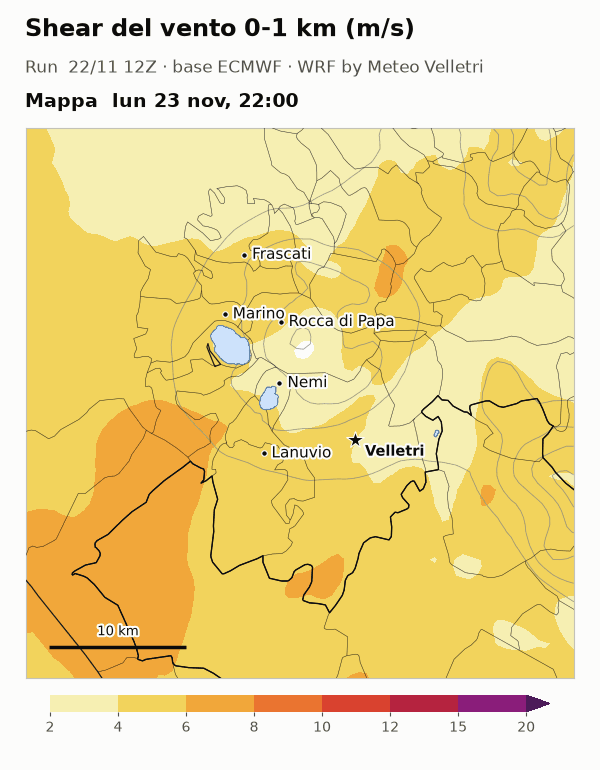 Shear del vento 0-1 km (m/s)
Run  22/11 12Z · base ECMWF · WRF by Meteo Velletri
Mappa  lun 23 nov, 22:00
Frascati
Marino
Rocca di Papa
Nemi
Velletri
Lanuvio
10 km
2 4 6 8 10 12 15 20